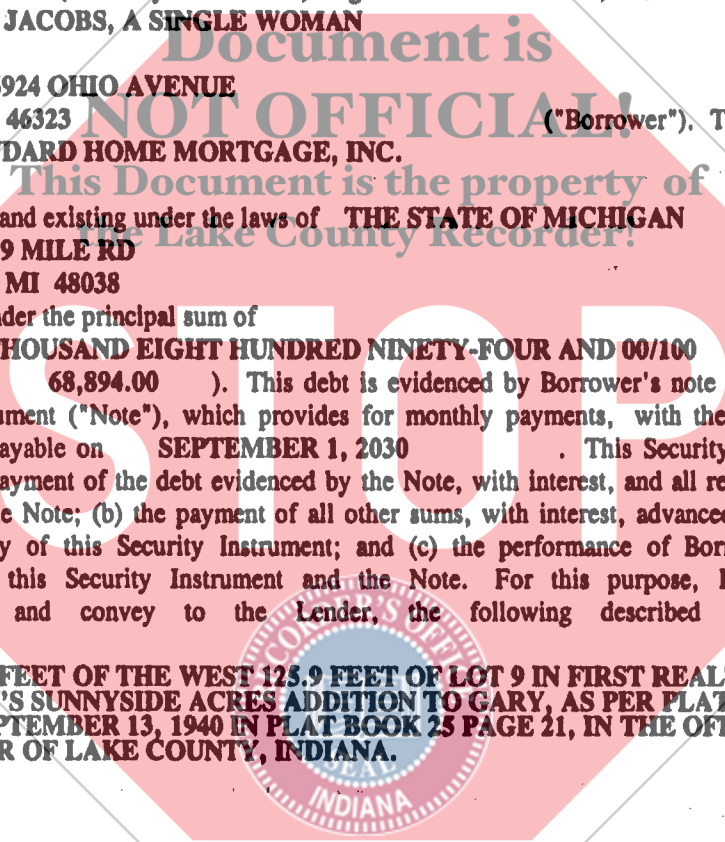 JACOBS, A SINGLE WOMAN
Document is
924 OHIO AVENUE
46323 ("Borrower"). T
NOT OFFICIAL!
DARD HOME MORTGAGE, INC.
This Document is the property of
and existing under the laws of THE STATE OF MICHIGAN
the Lake County Recorder!
9 MILE RD
MI 48038
der the principal sum of
HOUSAND EIGHT HUNDRED NINETY-FOUR AND 00/100
68,894.00 ). This debt is evidenced by Borrower's note
ument ("Note"), which provides for monthly payments, with the
ayable on SEPTEMBER 1, 2030 . This Security
STOP
ayment of the debt evidenced by the Note, with interest, and all re
e Note; (b) the payment of all other sums, with interest, advanced
y of this Security Instrument; and (c) the performance of Bor
this Security Instrument and the Note. For this purpose,
and convey to the Lender, the following described
FEET OF THE WEST 125.9 FEET OF LOT 9 IN FIRST REAL
'S SUNNYSIDE ACRES ADDITION TO GARY, AS PER PLAT
PTEMBER 13, 1940 IN PLAT BOOK 25 PAGE 21, IN THE OF
R OF LAKE COUNTY, INDIANA.
SEAL
INDIANA